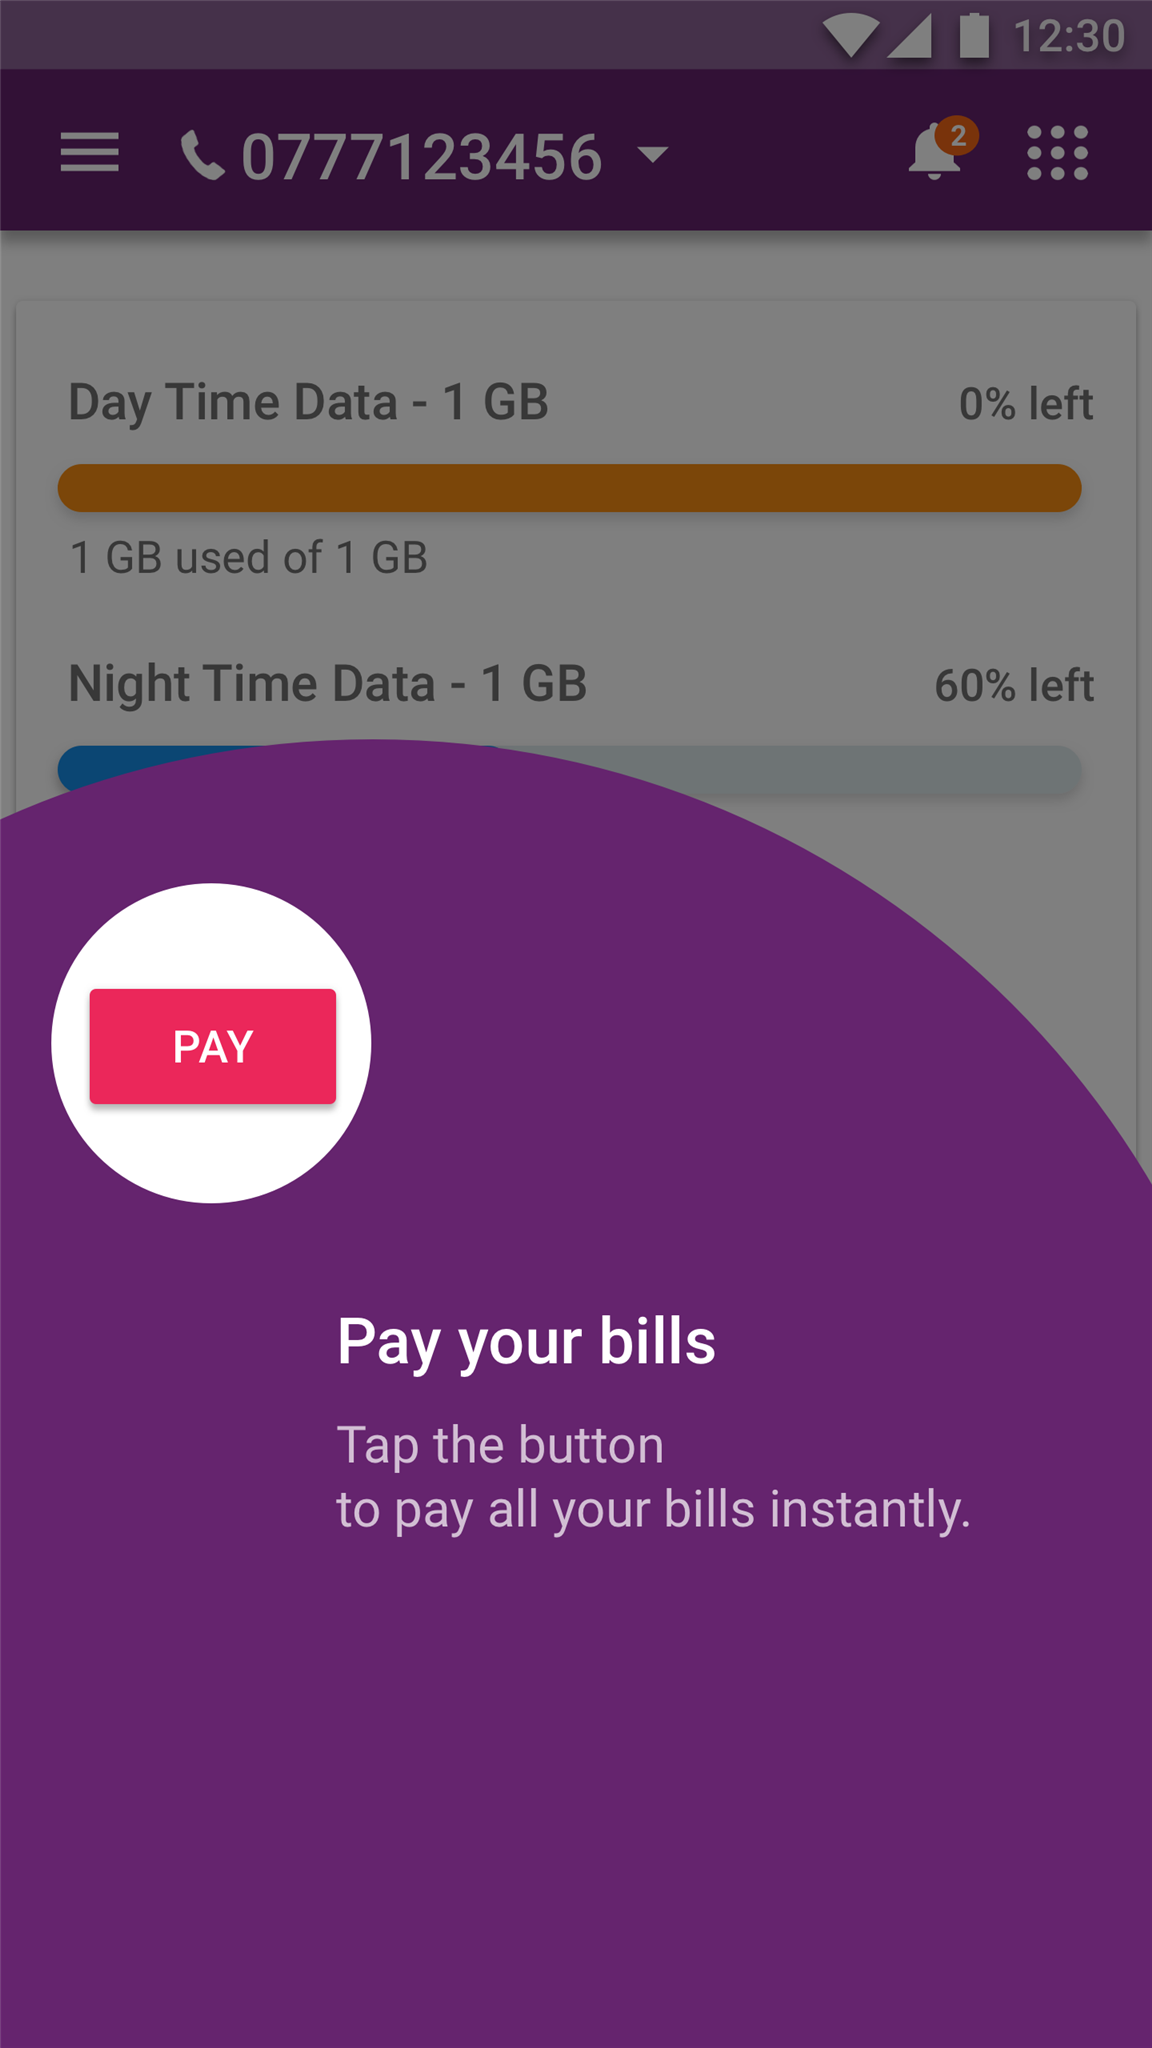 12:30
0777123456
2
Day Time Data - 1 GB
0% left
1 GB used of 1 GB
Night Time Data - 1 GB
60% left
PAY
Pay your bills
Tap the button
to pay all your bills instantly.